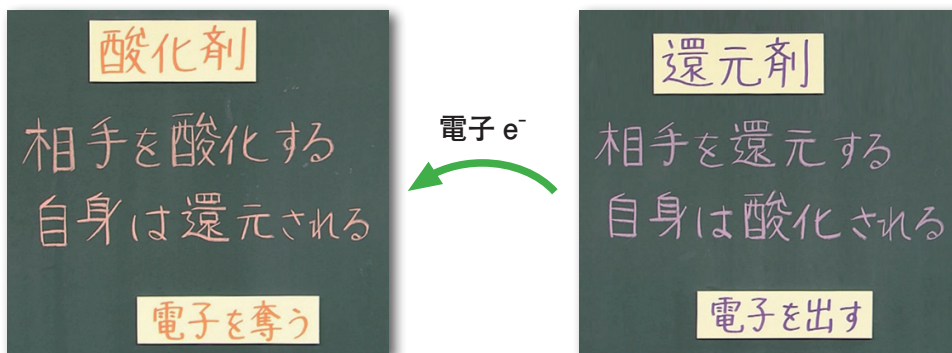 酸化剤
相手を酸化する
自身は還元される
電子を奪う
電子 e⁻
還元剤
相手を還元する
自身は酸化される
電子を出す